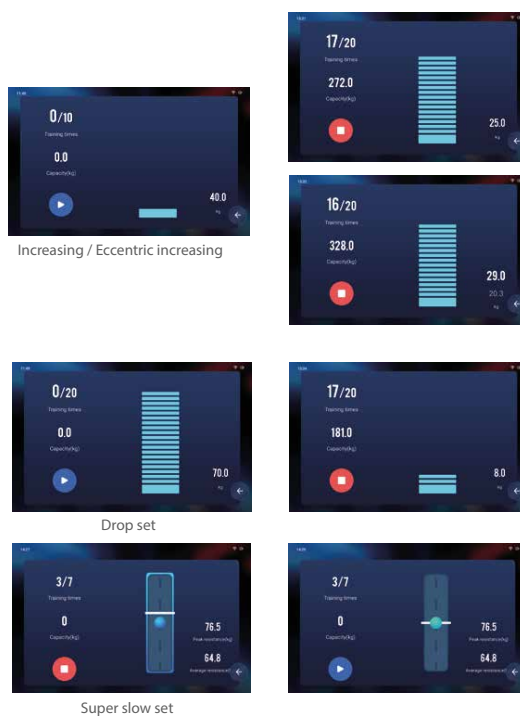 17/20
Training times
272.0
Capacity(kg)
25.0
kg
0/10
Training times
0.0
Capacity(kg)
40.0
kg
Increasing / Eccentric increasing
16/20
Training times
328.0
Capacity(kg)
29.0
20.3
kg
0/20
Training times
0.0
Capacity(kg)
70.0
kg
Drop set
17/20
Training times
181.0
Capacity(kg)
8.0
kg
3/7
Training times
0
Capacity(kg)
76.5
Peak resistance(kg)
64.8
Average resistance(
Super slow set
3/7
Training times
0
Capacity(kg)
76.5
Peak resistance(kg)
64.8
Average resistance(